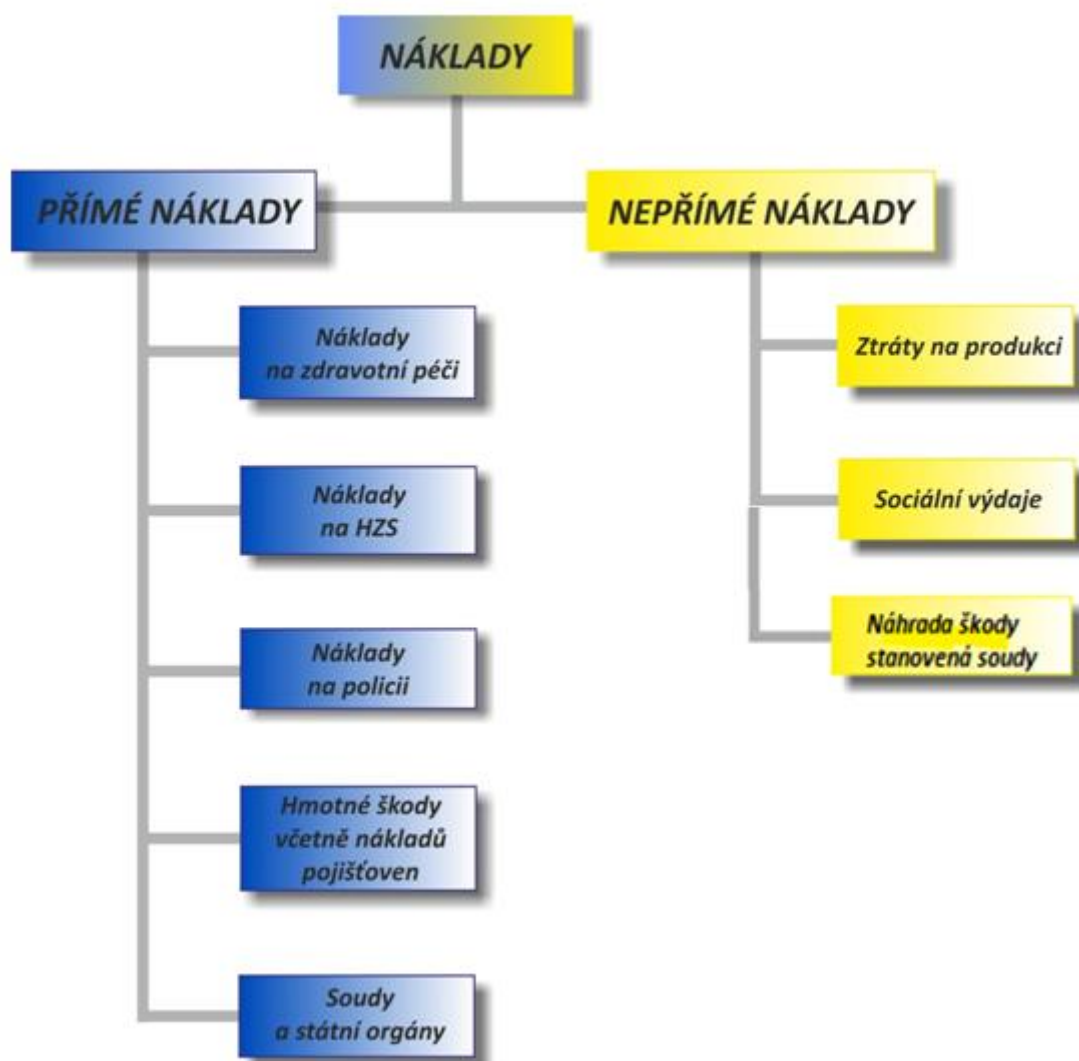 NÁKLADY
PŘÍMÉ NÁKLADY
NEPŘÍMÉ NÁKLADY
Náklady
na zdravotní péči
Náklady
na HZS
Náklady
na policii
Hmotné škody
včetně nákladů
pojišťoven
Soudy
a státní orgány
Ztráty na produkci
Sociální výdaje
Náhrada škody
stanovená soudy